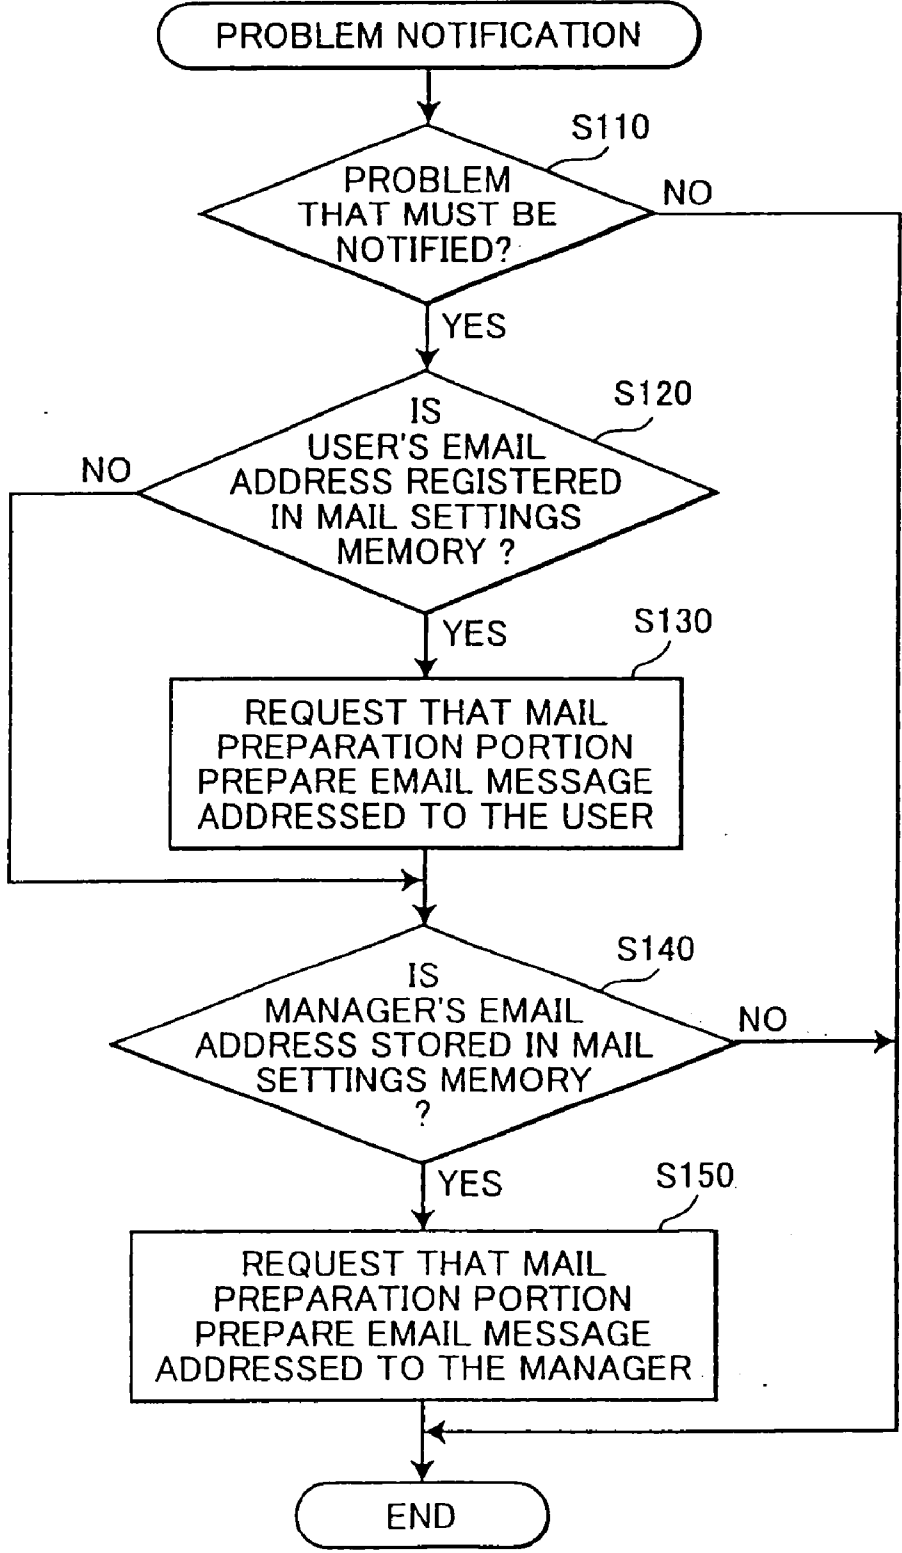 PROBLEM NOTIFICATION
S110
PROBLEM
THAT MUST BE
NOTIFIED?
NO
YES
S120
IS
USER'S EMAIL
ADDRESS REGISTERED
IN MAIL SETTINGS
MEMORY ?
NO
YES
S130
REQUEST THAT MAIL
PREPARATION PORTION
PREPARE EMAIL MESSAGE
ADDRESSED TO THE USER
S140
IS
MANAGER'S EMAIL
ADDRESS STORED IN MAIL
SETTINGS MEMORY
?
NO
YES
S150
REQUEST THAT MAIL
PREPARATION PORTION
PREPARE EMAIL MESSAGE
ADDRESSED TO THE MANAGER
END